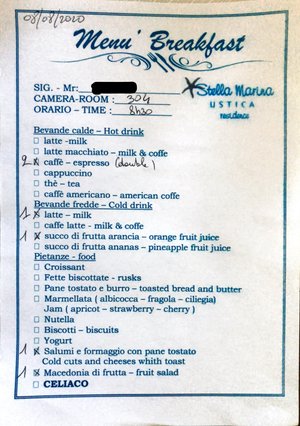 08/08/2020
Menu' Breakfast
SIG. - Mr:
Stella Marina
USTICA
residence
CAMERA-ROOM : 304
ORARIO – TIME : 8h30
Bevande calde – Hot drink
latte -milk
latte macchiato – milk & coffe
2 x caffè – espresso (double)
cappuccino
thè – tea
caffè americano – american coffe
Bevande fredde – Cold drink
1 x latte – milk
caffe latte - milk & coffe
1 x succo di frutta arancia – orange fruit juice
succo di frutta ananas – pineapple fruit juice
Pietanze - food
Croissant
Fette biscottate - rusks
Pane tostato e burro – toasted bread and butter
Marmellata ( albicocca – fragola – ciliegia)
Jam ( apricot – strawberry – cherry )
Nutella
Biscotti – biscuits
Yogurt
1 x Salumi e formaggio con pane tostato
Cold cuts and cheeses whith toast
1 x Macedonia di frutta – fruit salad
CELIACO